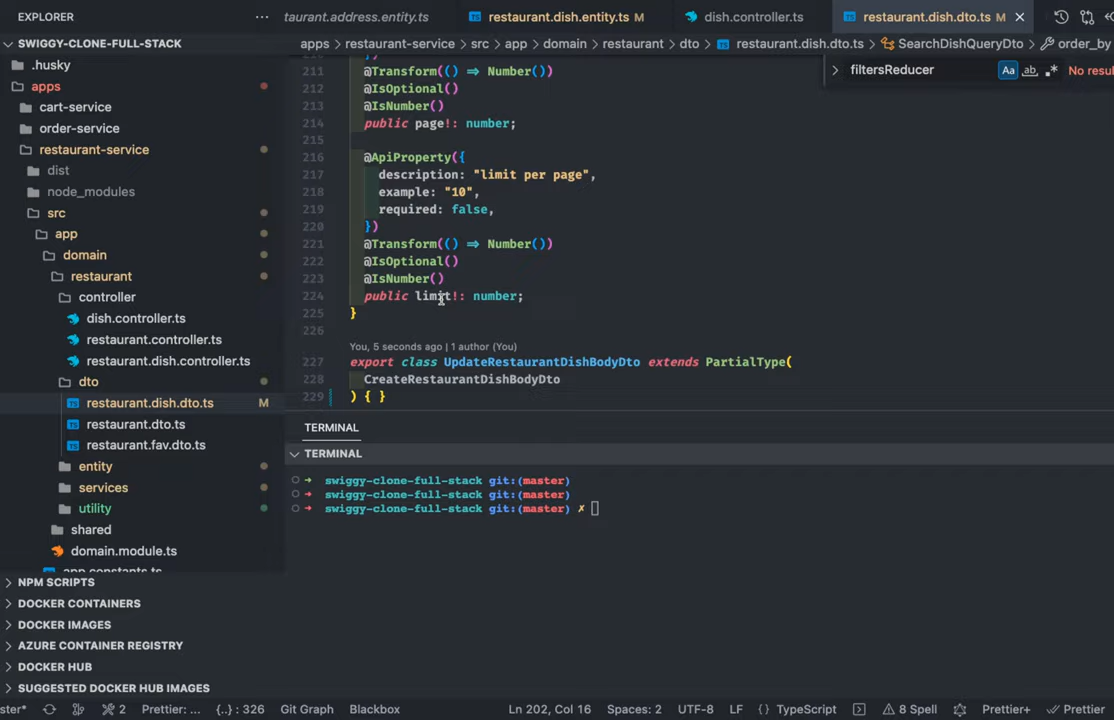 EXPLORER
taurant.address.entity.ts
restaurant.dish.entity.ts M
dish.controller.ts
restaurant.dish.dto.ts M
SWIGGY-CLONE-FULL-STACK
apps > restaurant-service > src > app > domain > restaurant > dto > restaurant.dish.dto.ts > SearchDishQueryDto > order_by
filtersReducer
Aa
ab
No resul
.husky
apps
cart-service
order-service
restaurant-service
dist
node_modules
src
app
domain
restaurant
controller
dish.controller.ts
restaurant.controller.ts
restaurant.dish.controller.ts
dto
restaurant.dish.dto.ts M
restaurant.dto.ts
restaurant.fav.dto.ts
entity
services
utility
shared
domain.module.ts
app.constants.ts
NPM SCRIPTS
DOCKER CONTAINERS
DOCKER IMAGES
AZURE CONTAINER REGISTRY
DOCKER HUB
SUGGESTED DOCKER HUB IMAGES
211 @Transform(() => Number())
212 @IsOptional()
213 @IsNumber()
214 public page!: number;
215
216 @ApiProperty({
217 description: "limit per page",
218 example: "10",
219 required: false,
220 })
221 @Transform(() => Number())
222 @IsOptional()
223 @IsNumber()
224 public limit!: number;
225 }
226
You, 5 seconds ago | 1 author (You)
227 export class UpdateRestaurantDishBodyDto extends PartialType(
228 CreateRestaurantDishBodyDto
229 ) { }
TERMINAL
TERMINAL
swiggy-clone-full-stack git:(master)
swiggy-clone-full-stack git:(master)
swiggy-clone-full-stack git:(master) ✗
ster*
2
Prettier: ...
{..} : 326
Git Graph
Blackbox
Ln 202, Col 16
Spaces: 2
UTF-8
LF
{ } TypeScript
8 Spell
Prettier+
Prettier